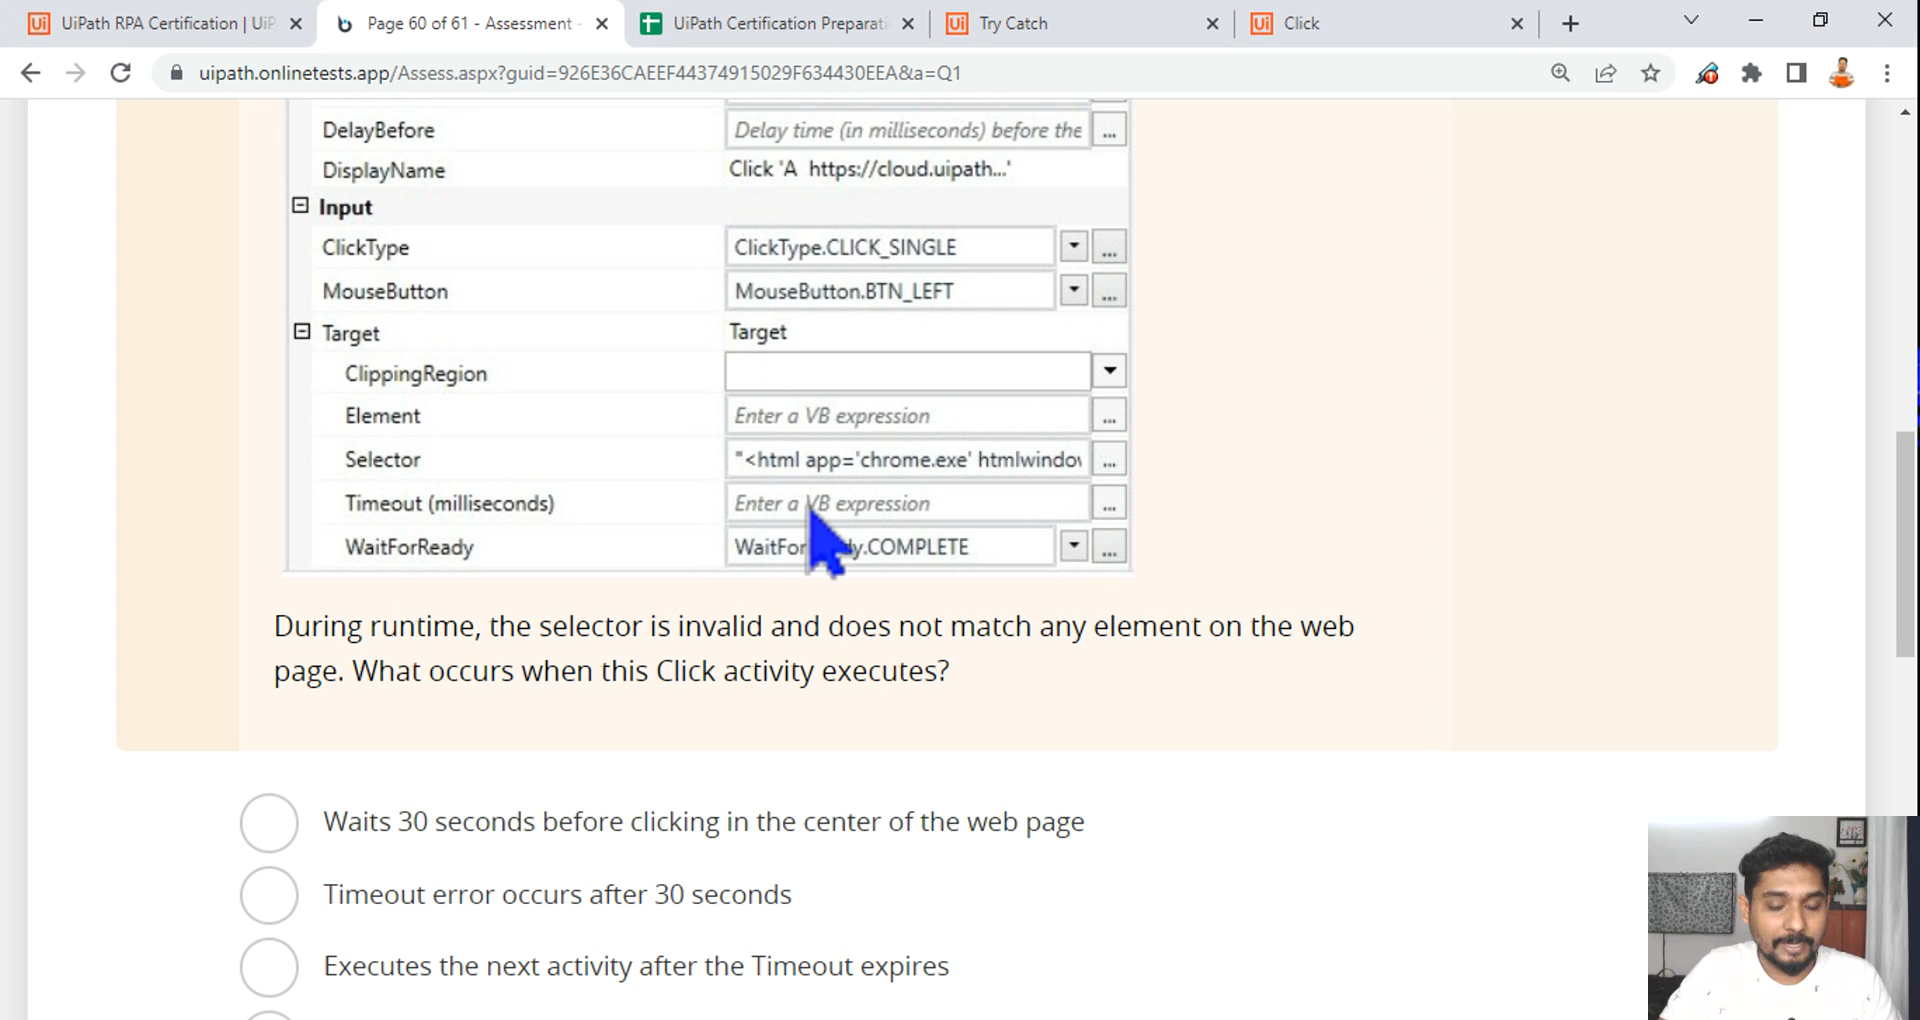 UiPath RPA Certification | UiP
Page 60 of 61 - Assessment -
UiPath Certification Preparati
Try Catch
Click
uipath.onlinetests.app/Assess.aspx?guid=926E36CAEEF44374915029F634430EEA&a=Q1
DelayBefore
Delay time (in milliseconds) before the
...
DisplayName
Click 'A https://cloud.uipath...'
Input
ClickType
ClickType.CLICK_SINGLE
...
MouseButton
MouseButton.BTN_LEFT
...
Target
Target
ClippingRegion
Element
Enter a VB expression
...
Selector
"<html app='chrome.exe' htmlwindow
...
Timeout (milliseconds)
Enter a VB expression
...
WaitForReady
...
During runtime, the selector is invalid and does not match any element on the web
page. What occurs when this Click activity executes?
Waits 30 seconds before clicking in the center of the web page
Timeout error occurs after 30 seconds
Executes the next activity after the Timeout expires